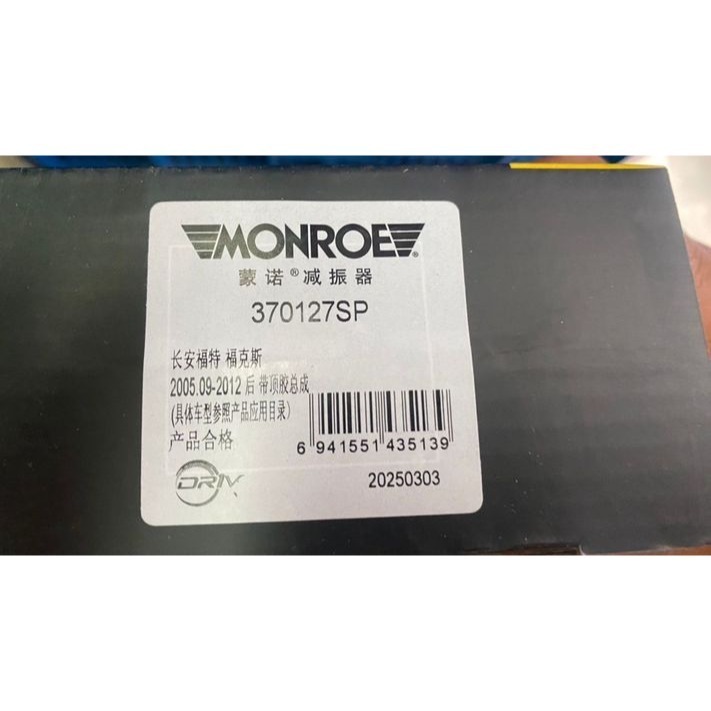 MONROE®
蒙诺®减振器
370127SP
长安福特 福克斯
2005.09-2012 后 带顶胶总成
(具体车型参照产品应用目录)
产品合格
6 941551 435139
DRiV
20250303